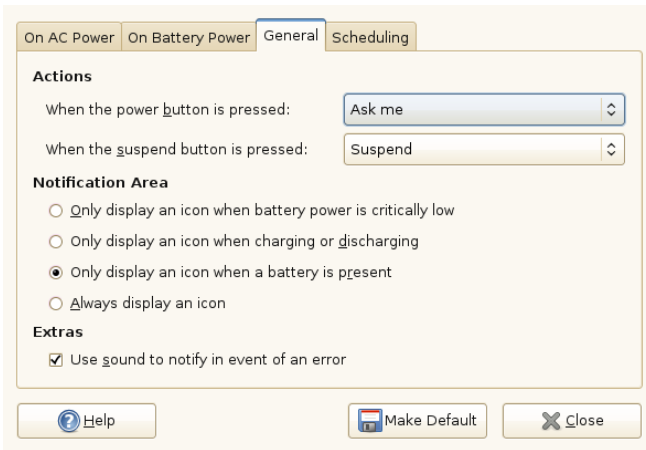 On AC Power On Battery Power General Scheduling
Actions
When the power button is pressed: Ask me
When the suspend button is pressed: Suspend
Notification Area
Only display an icon when battery power is critically low
Only display an icon when charging or discharging
Only display an icon when a battery is present
Always display an icon
Extras
Use sound to notify in event of an error
Help Make Default Close